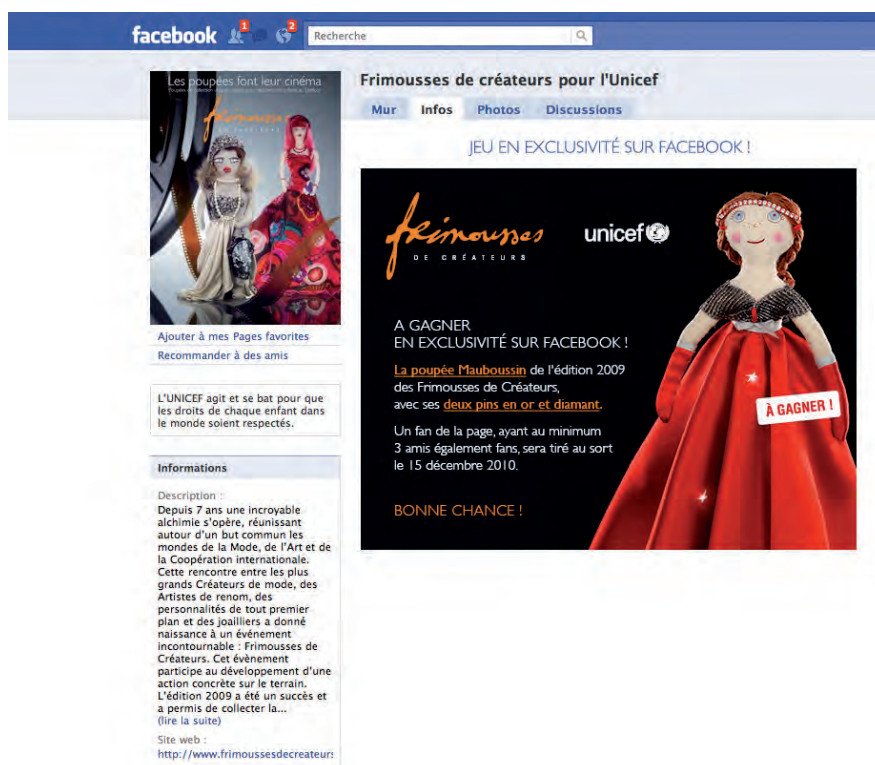 facebook 1 2 Recherche
Les poupées font leur cinéma
frimousses
DE CRÉATEURS
Ajouter à mes Pages favorites
Recommander à des amis
L'UNICEF agit et se bat pour que
les droits de chaque enfant dans
le monde soient respectés.
Informations
Description :
Depuis 7 ans une incroyable
alchimie s'opère, réunissant
autour d'un but commun les
mondes de la Mode, de l'Art et de
la Coopération internationale.
Cette rencontre entre les plus
grands Créateurs de mode, des
Artistes de renom, des
personnalités de tout premier
plan et des joailliers a donné
naissance à un événement
incontournable : Frimousses de
Créateurs. Cet évènement
participe au développement d'une
action concrète sur le terrain.
L'édition 2009 a été un succès et
a permis de collecter la...
(lire la suite)
Site web :
http://www.frimoussesdecreateurs
Frimousses de créateurs pour l'Unicef
Mur Infos Photos Discussions
JEU EN EXCLUSIVITÉ SUR FACEBOOK !
frimousses
DE CRÉATEURS
unicef
A GAGNER
EN EXCLUSIVITÉ SUR FACEBOOK !
La poupée Mauboussin de l'édition 2009
des Frimousses de Créateurs,
avec ses deux pins en or et diamant.
Un fan de la page, ayant au minimum
3 amis également fans, sera tiré au sort
le 15 décembre 2010.
BONNE CHANCE !
À GAGNER !